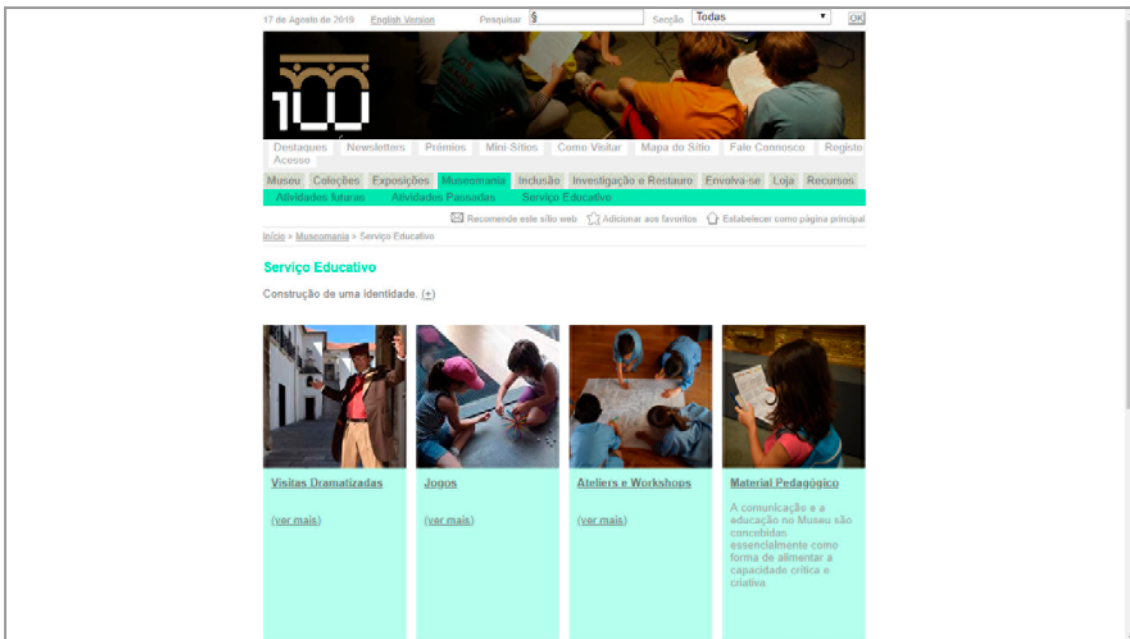 17 de Agosto de 2019 English Version Pesquisar § Secção Todas OK
100
Destaques Newsletters Prémios Mini-Sítios Como Visitar Mapa do Sítio Fale Connosco Registo
Acesso
Museu Coleções Exposições Museomania Inclusão Investigação e Restauro Envolva-se Loja Recursos
Atividades futuras Atividades Passadas Serviço Educativo
Recomende este sítio web Adicionar aos favoritos Estabelecer como página principal
Início > Museomania > Serviço Educativo
Serviço Educativo
Construção de uma identidade. (+)
Visitas Dramatizadas
(ver mais)
Jogos
(ver mais)
Ateliers e Workshops
(ver mais)
Material Pedagógico
A comunicação e a
educação no Museu são
concebidas
essencialmente como
forma de alimentar a
capacidade crítica e
criativa.